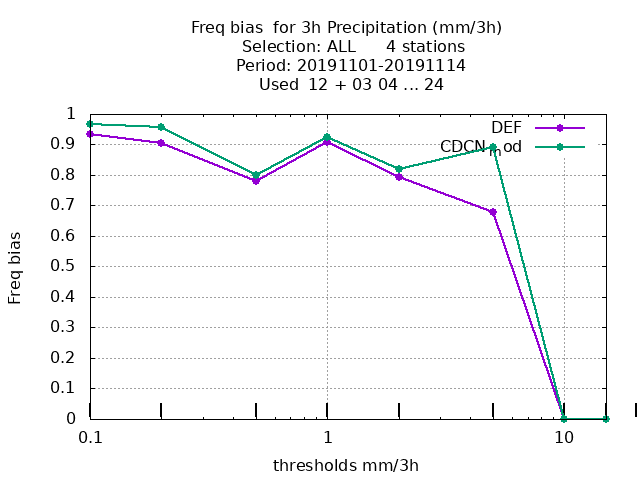 Freq bias  for 3h Precipitation (mm/3h)
Selection: ALL      4 stations
Period: 20191101-20191114
Used  12 + 03 04 ... 24
DEF
CDCN_mod
1
0.9
0.8
0.7
0.6
0.5
0.4
0.3
0.2
0.1
0
Freq bias
0.1 1 10
thresholds mm/3h